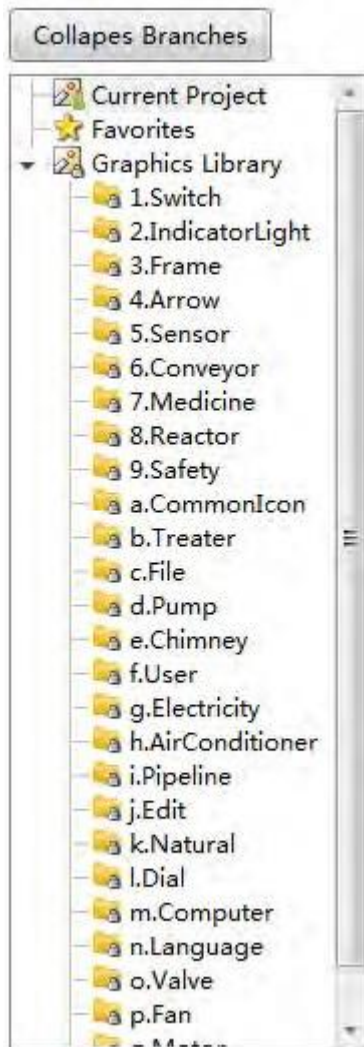 Collapes Branches
Current Project
Favorites
Graphics Library
1.Switch
2.IndicatorLight
3.Frame
4.Arrow
5.Sensor
6.Conveyor
7.Medicine
8.Reactor
9.Safety
a.CommonIcon
b.Treater
c.File
d.Pump
e.Chimney
f.User
g.Electricity
h.AirConditioner
i.Pipeline
j.Edit
k.Natural
l.Dial
m.Computer
n.Language
o.Valve
p.Fan